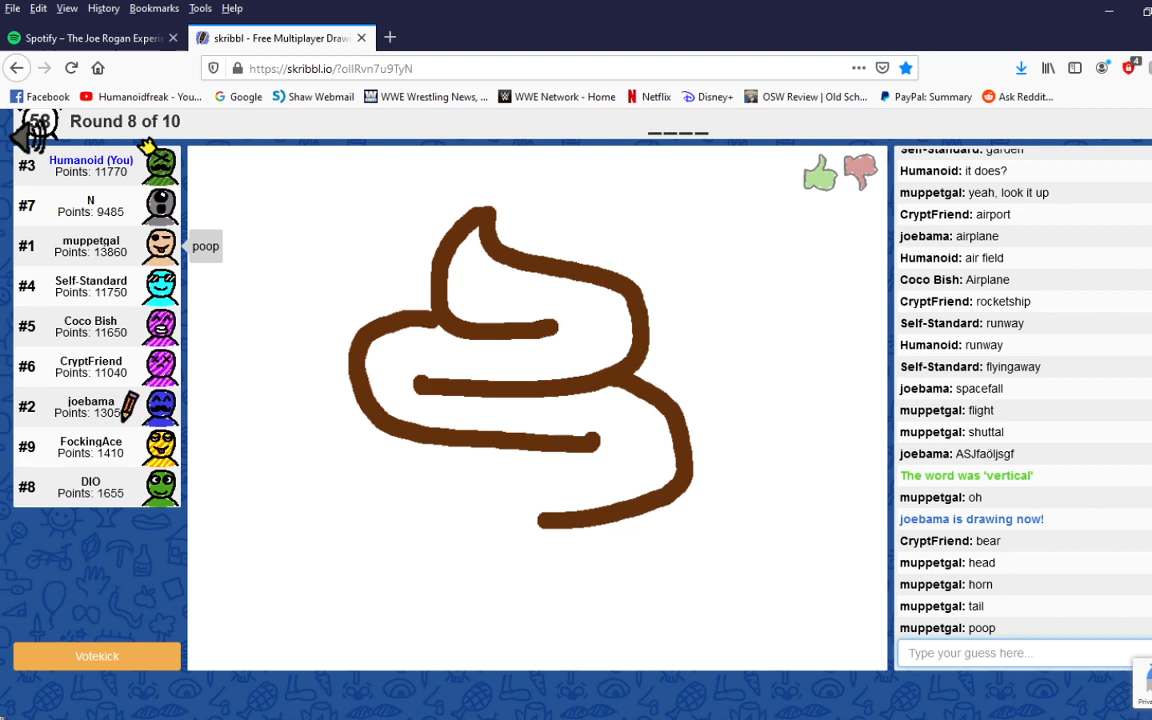 File Edit View History Bookmarks Tools Help
Spotify – The Joe Rogan Experi
skribbl - Free Multiplayer Drawi
https://skribbl.io/?olIRvn7u9TyN
4
Facebook Humanoidfreak - You... Google Shaw Webmail WWE Wrestling News, ... WWE Network - Home Netflix Disney+ OSW Review | Old Sch... PayPal: Summary Ask Reddit...
58 Round 8 of 10
_ _ _ _
#3 Humanoid (You)
Points: 11770
#7 N
Points: 9485
#1 muppetgal
Points: 13860
poop
#4 Self-Standard
Points: 11750
#5 Coco Bish
Points: 11650
#6 CryptFriend
Points: 11040
#2 joebama
Points: 1305
#9 FockingAce
Points: 1410
#8 DIO
Points: 1655
Votekick
Self-Standard: garden
Humanoid: it does?
muppetgal: yeah, look it up
CryptFriend: airport
joebama: airplane
Humanoid: air field
Coco Bish: Airplane
CryptFriend: rocketship
Self-Standard: runway
Humanoid: runway
Self-Standard: flyingaway
joebama: spacefall
muppetgal: flight
muppetgal: shuttal
joebama: ASJfaöljsgf
The word was 'vertical'
muppetgal: oh
joebama is drawing now!
CryptFriend: bear
muppetgal: head
muppetgal: horn
muppetgal: tail
muppetgal: poop
Type your guess here...